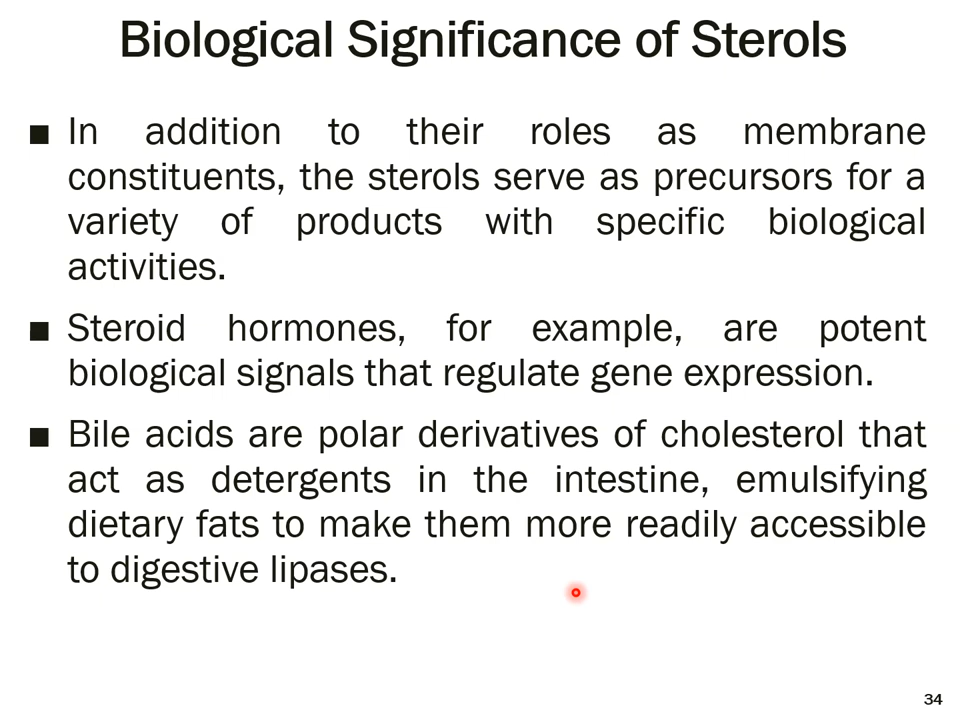 Biological Significance of Sterols
■ In addition to their roles as membrane
constituents, the sterols serve as precursors for a
variety of products with specific biological
activities.
■ Steroid hormones, for example, are potent
biological signals that regulate gene expression.
■ Bile acids are polar derivatives of cholesterol that
act as detergents in the intestine, emulsifying
dietary fats to make them more readily accessible
to digestive lipases.
34